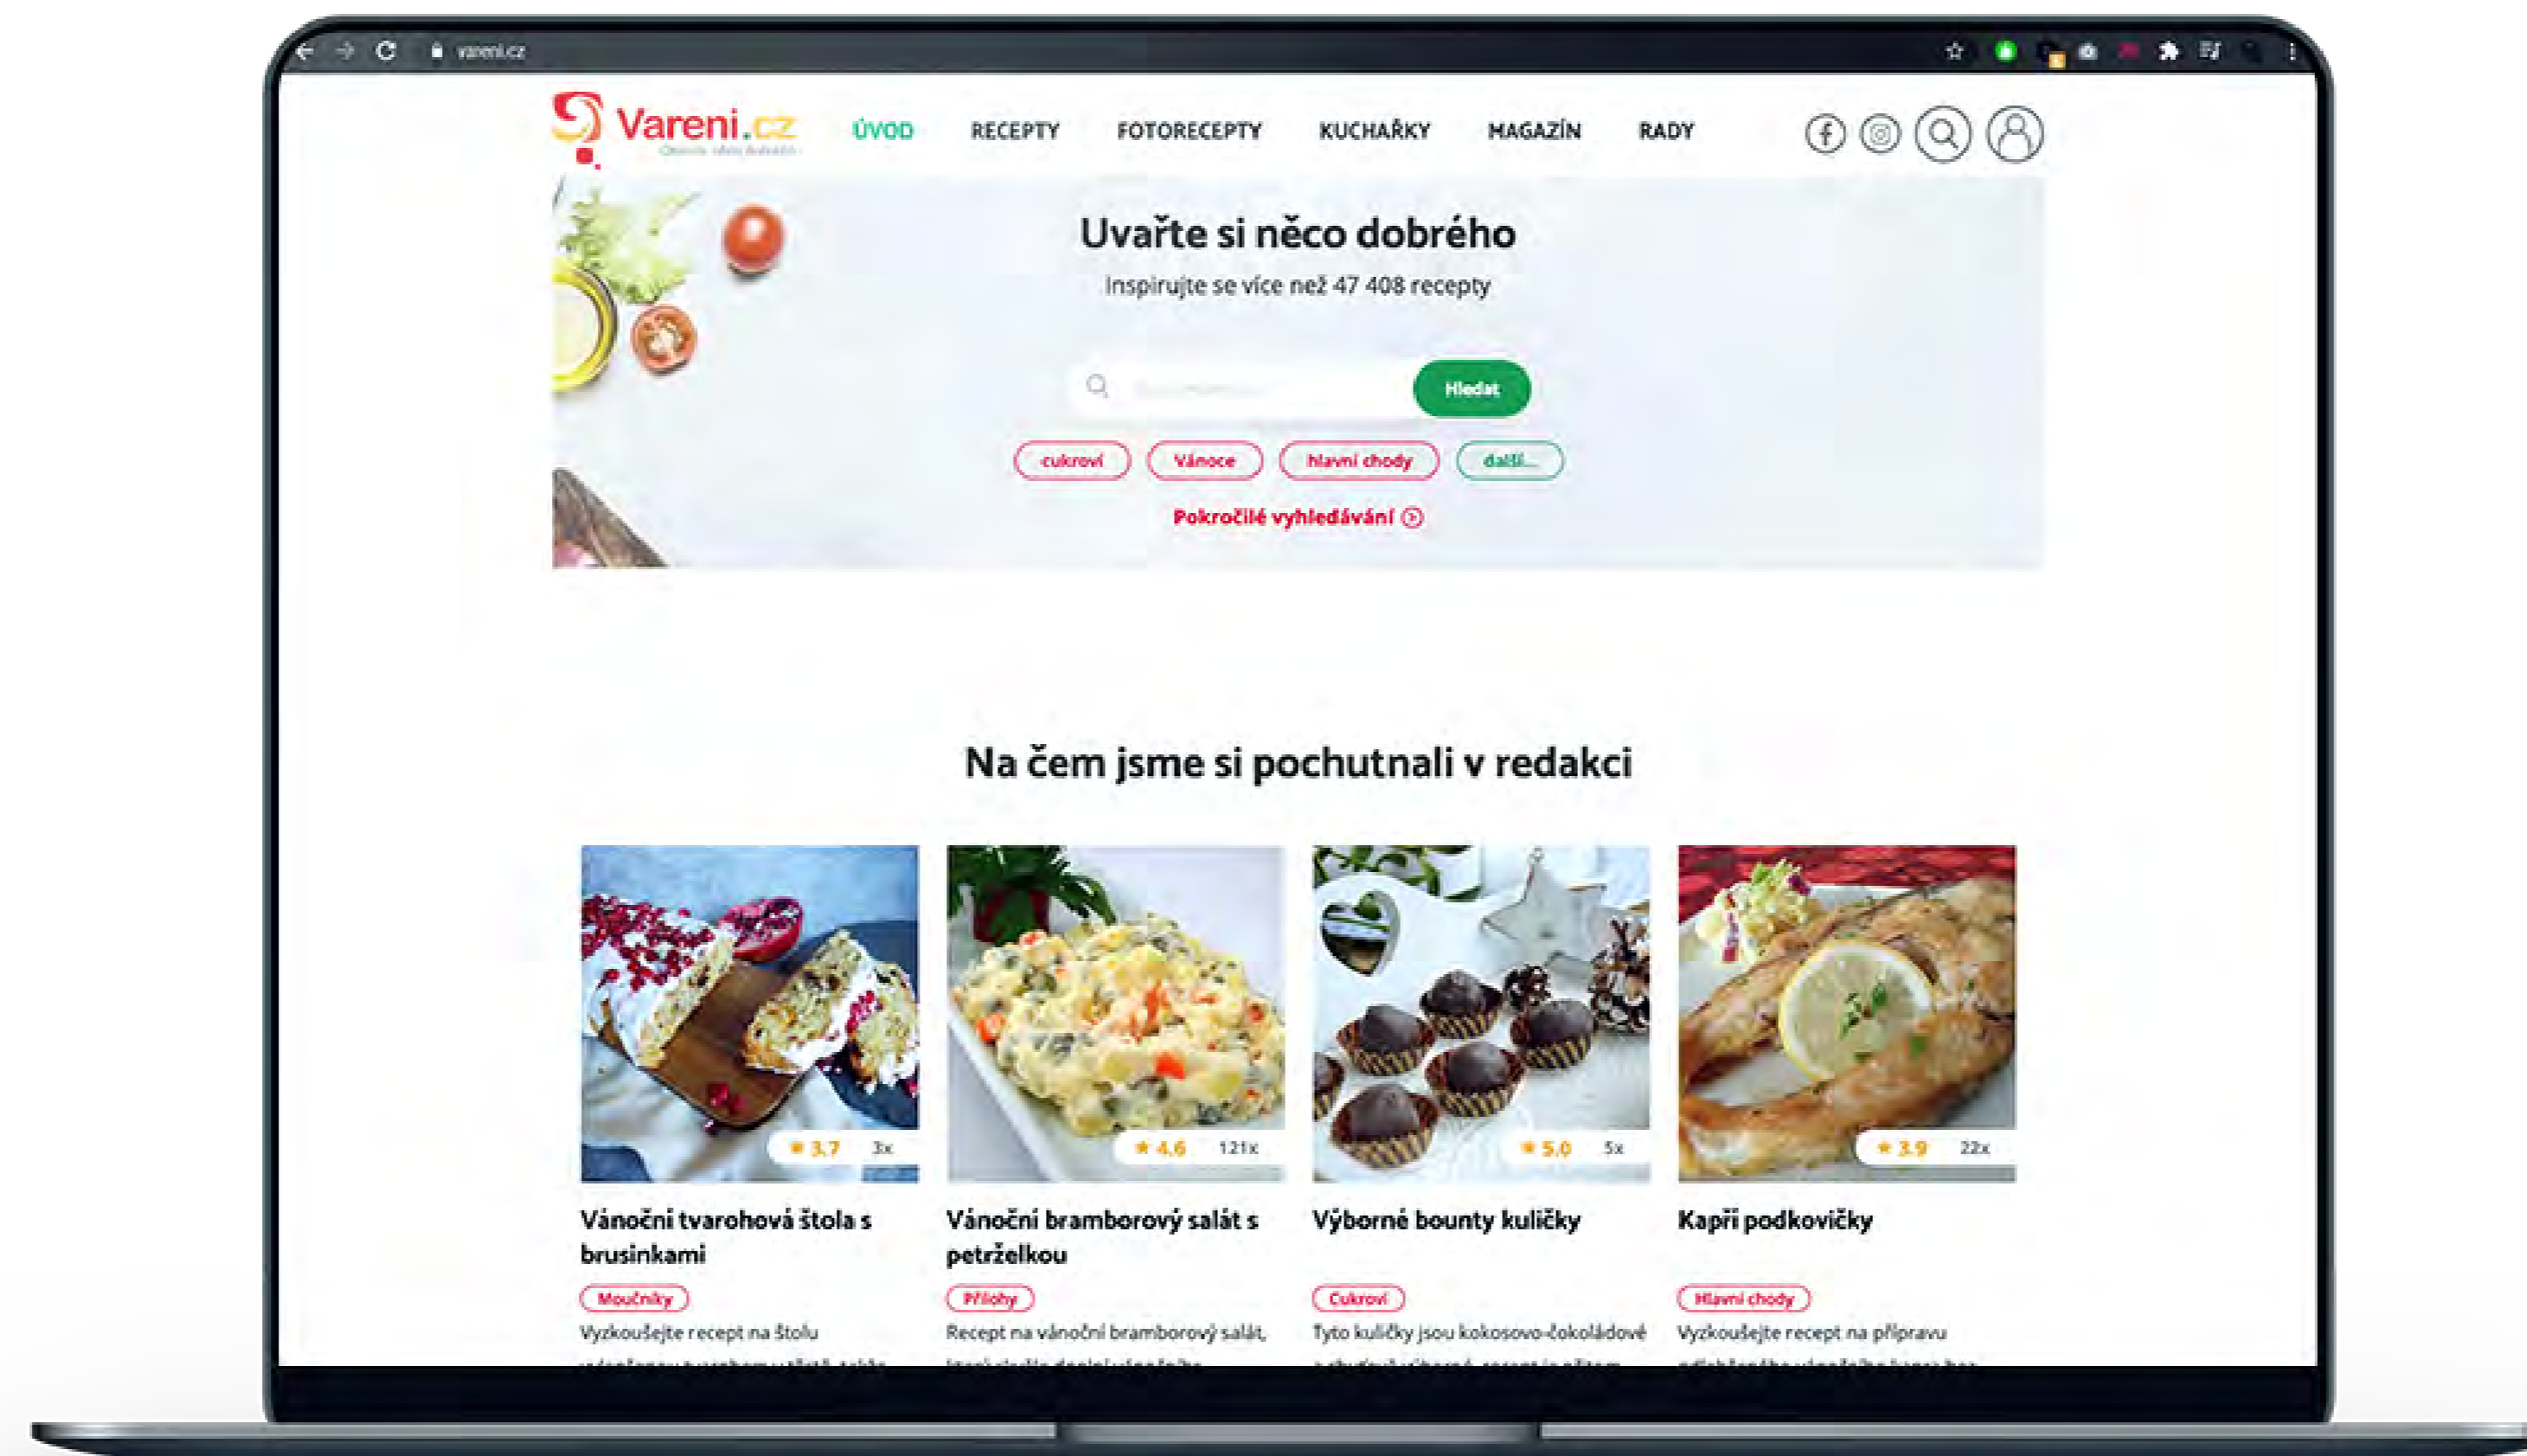 vareni.cz
Vareni.cz
ÚVOD RECEPTY FOTORECEPTY KUCHAŘKY MAGAZÍN RADY
Uvařte si něco dobrého
Inspirujte se více než 47 408 recepty
Hledat
cukroví Vánoce hlavní chody další...
Pokročilé vyhledávání
Na čem jsme si pochutnali v redakci
3.7 3x
4.6 121x
5.0 5x
3.9 22x
Vánoční tvarohová štola s
brusinkami
Moučníky
Vyzkoušejte recept na štolu
Vánoční bramborový salát s
petrželkou
Přílohy
Recept na vánoční bramborový salát,
Výborné bounty kuličky
Cukroví
Tyto kuličky jsou kokosovo-čokoládové
Kapří podkovičky
Hlavní chody
Vyzkoušejte recept na přípravu